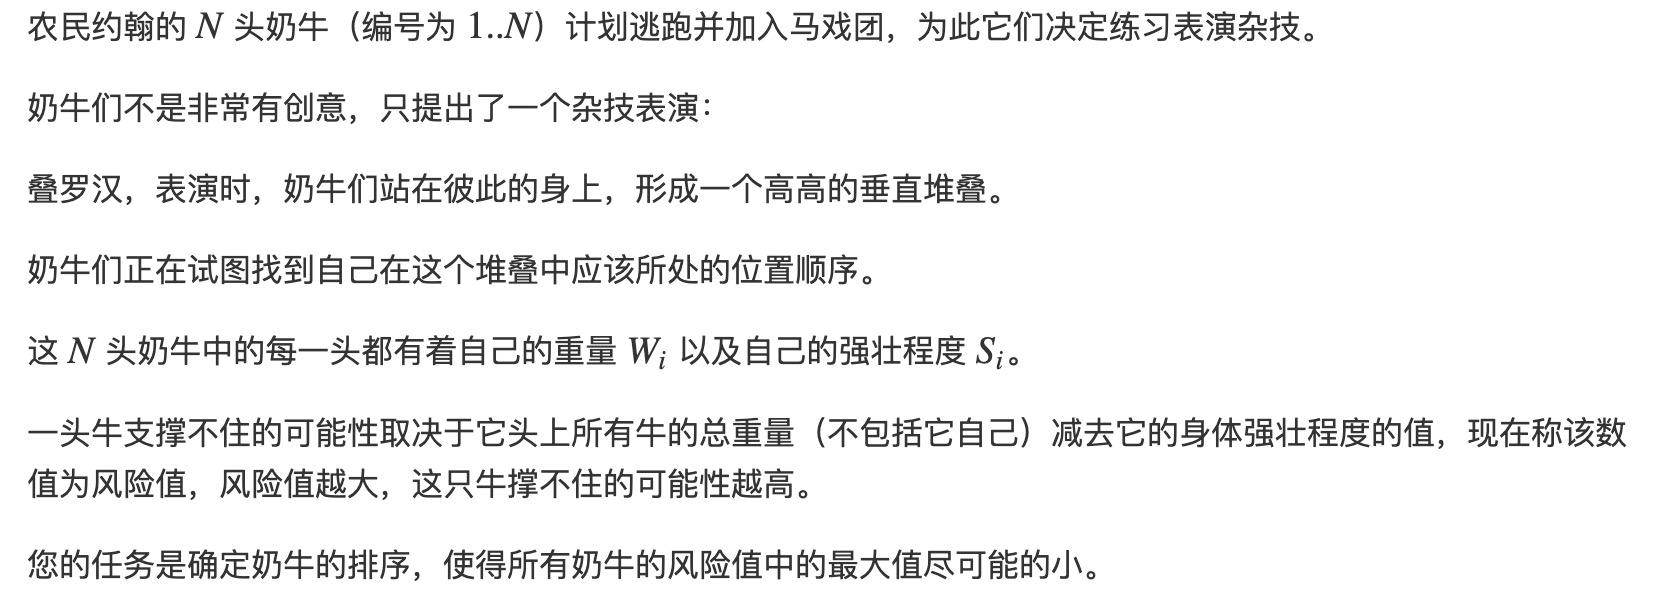 农民约翰的 N 头奶牛（编号为 1..N）计划逃跑并加入马戏团，为此它们决定练习表演杂技。
奶牛们不是非常有创意，只提出了一个杂技表演：
叠罗汉，表演时，奶牛们站在彼此的身上，形成一个高高的垂直堆叠。
奶牛们正在试图找到自己在这个堆叠中应该所处的位置顺序。
这 N 头奶牛中的每一头都有着自己的重量 Wᵢ 以及自己的强壮程度 Sᵢ。
一头牛支撑不住的可能性取决于它头上所有牛的总重量（不包括它自己）减去它的身体强壮程度的值，现在称该数
值为风险值，风险值越大，这只牛撑不住的可能性越高。
您的任务是确定奶牛的排序，使得所有奶牛的风险值中的最大值尽可能的小。